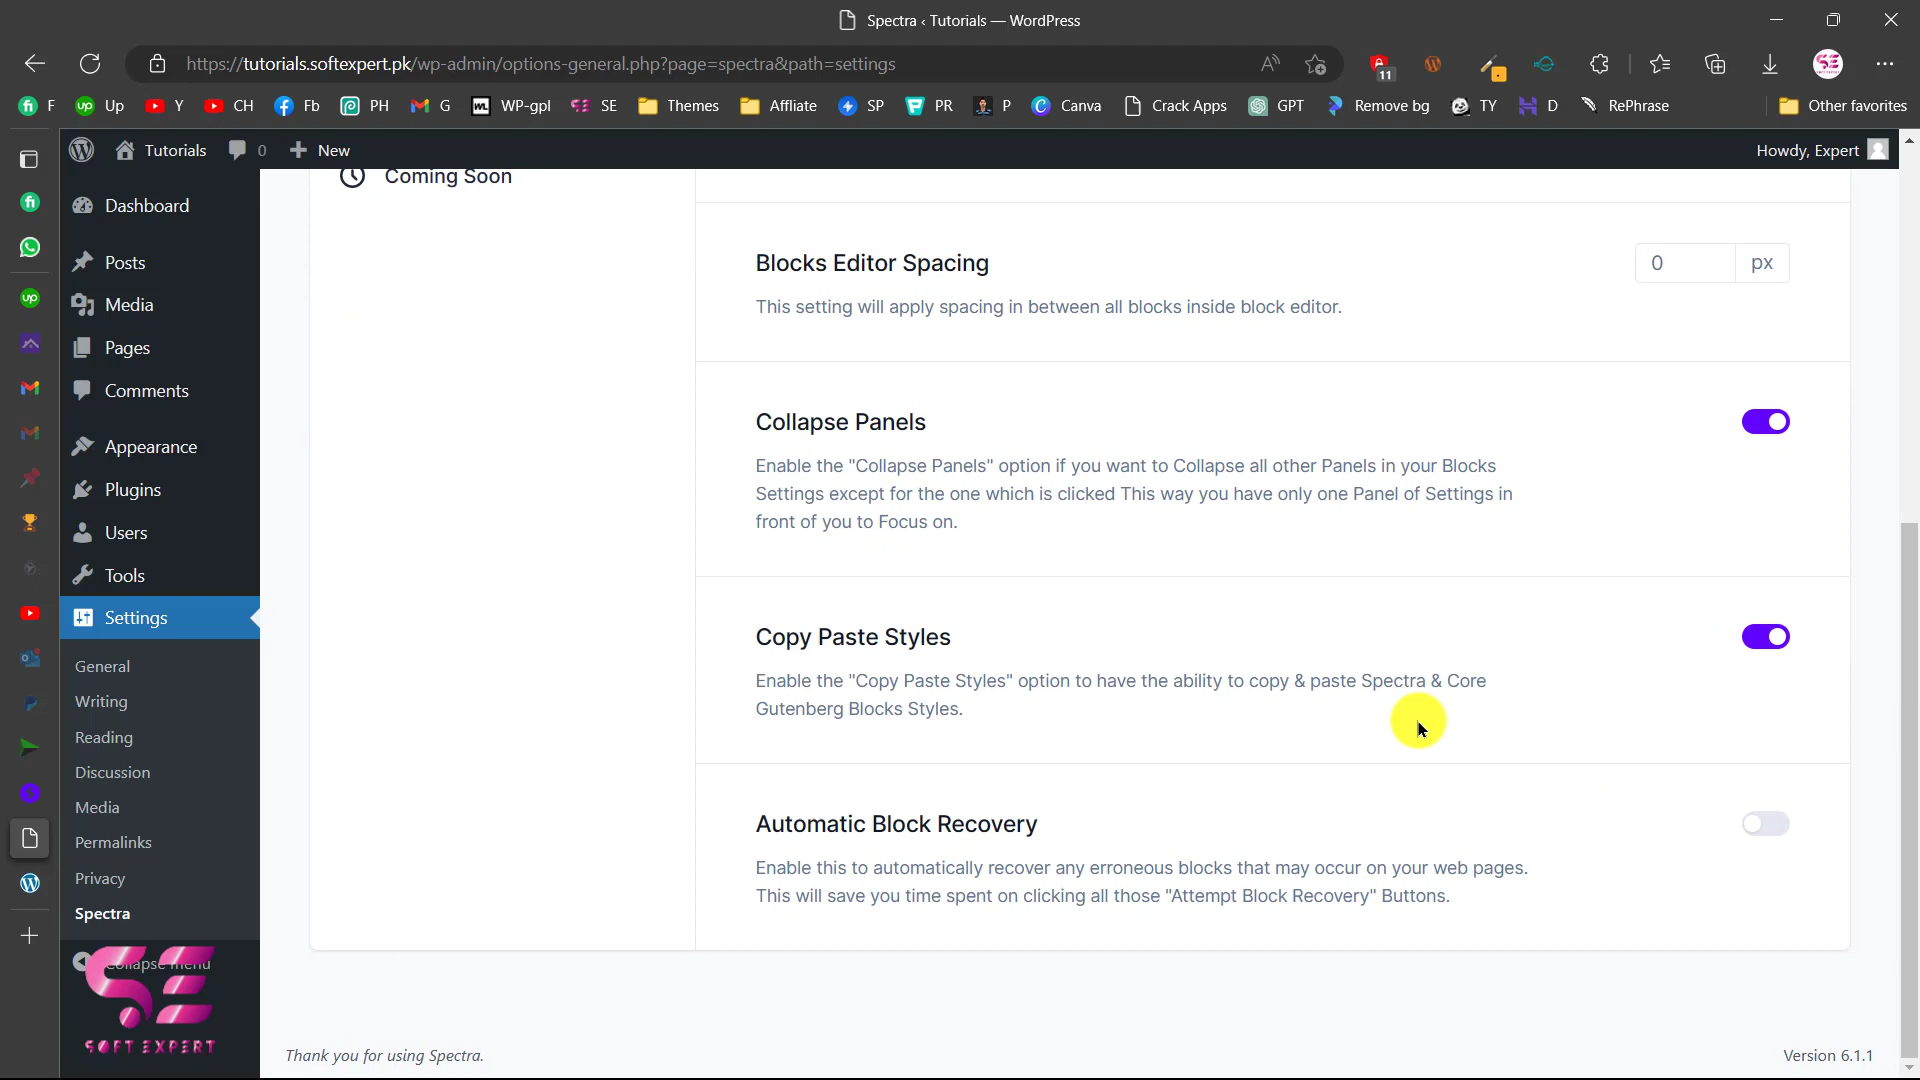 Spectra ‹ Tutorials — WordPress
https://tutorials.softexpert.pk/wp-admin/options-general.php?page=spectra&path=settings
11
F
Up
Y
CH
Fb
PH
G
WP-gpl
SE
Themes
Affliate
SP
PR
P
Canva
Crack Apps
GPT
Remove bg
TY
D
RePhrase
Other favorites
Tutorials
0
New
Howdy, Expert
Dashboard
Posts
Media
Pages
Comments
Appearance
Plugins
Users
Tools
Settings
General
Writing
Reading
Discussion
Media
Permalinks
Privacy
Spectra
Collapse menu
SOFT EXPERT
Coming Soon
Blocks Editor Spacing
0 px
This setting will apply spacing in between all blocks inside block editor.
Collapse Panels
Enable the "Collapse Panels" option if you want to Collapse all other Panels in your Blocks
Settings except for the one which is clicked This way you have only one Panel of Settings in
front of you to Focus on.
Copy Paste Styles
Enable the "Copy Paste Styles" option to have the ability to copy & paste Spectra & Core
Gutenberg Blocks Styles.
Automatic Block Recovery
Enable this to automatically recover any erroneous blocks that may occur on your web pages.
This will save you time spent on clicking all those "Attempt Block Recovery" Buttons.
Thank you for using Spectra.
Version 6.1.1